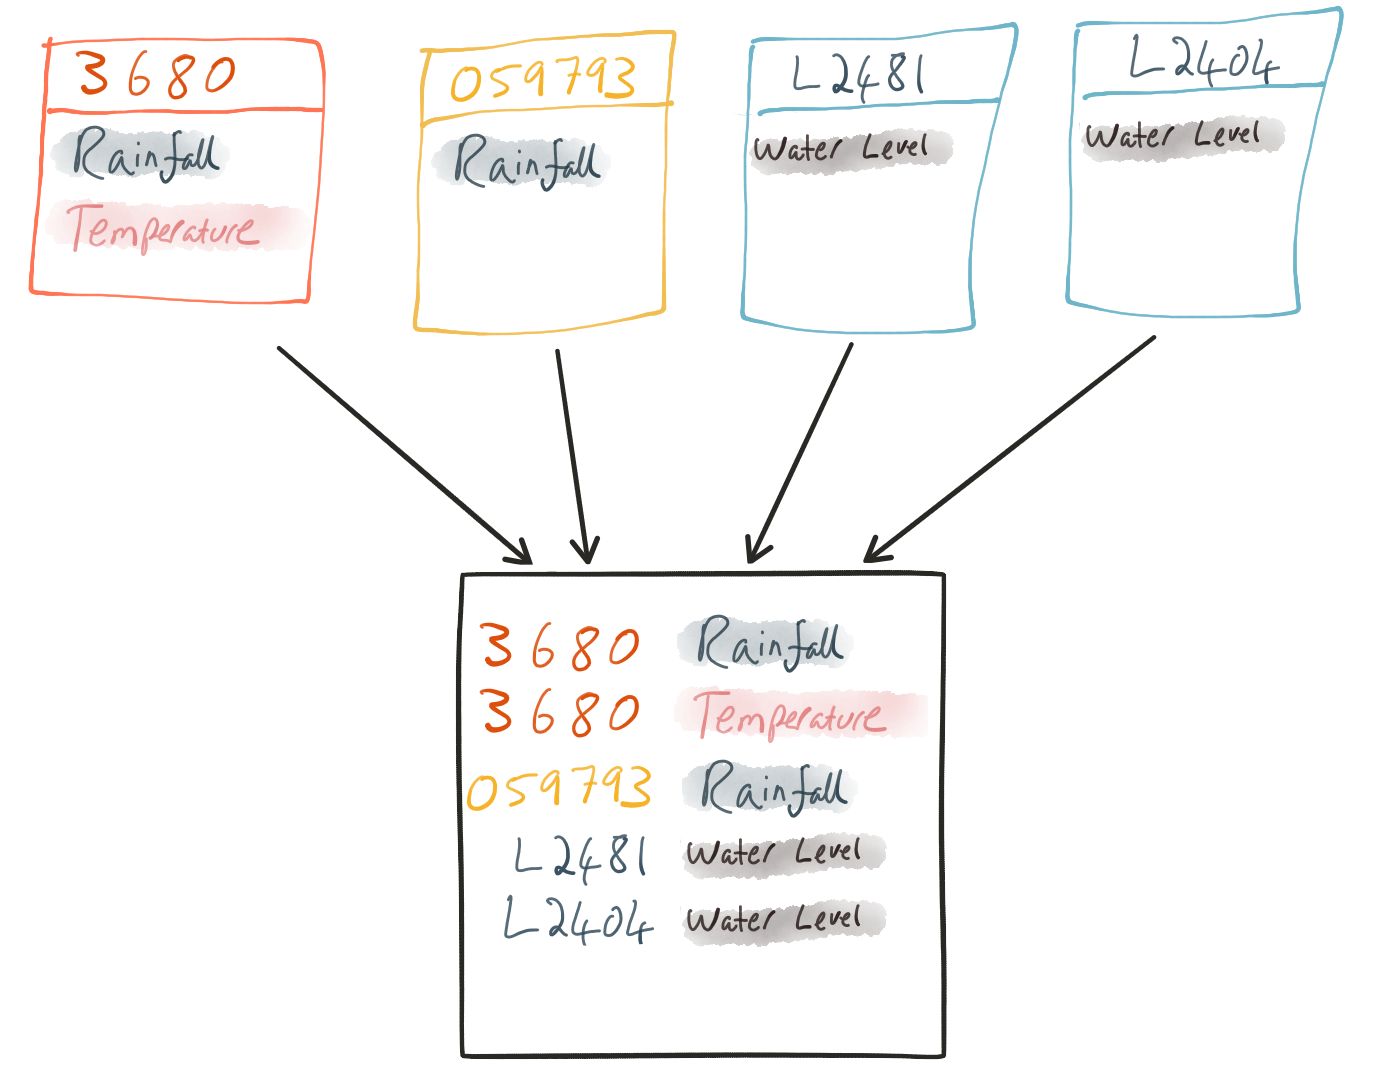 3680
Rainfall
Temperature
059793
Rainfall
L2481
Water Level
L2404
Water Level
3680 Rainfall
3680 Temperature
059793 Rainfall
L2481 Water Level
L2404 Water Level